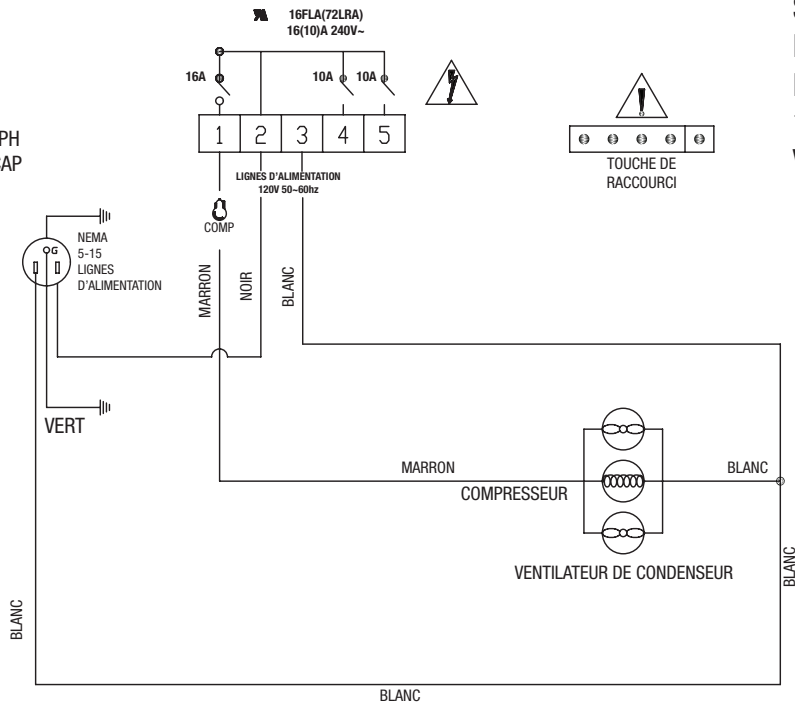 16FLA(72LRA)
16(10)A 240V~
16A
10A
10A
1
2
3
4
5
PH
CAP
LIGNES D'ALIMENTATION
120V 50~60hz
TOUCHE DE
RACCOURCI
COMP
G
NEMA
5-15
LIGNES
D'ALIMENTATION
MARRON
NOIR
BLANC
VERT
MARRON
BLANC
COMPRESSEUR
VENTILATEUR DE CONDENSEUR
BLANC
BLANC
BLANC